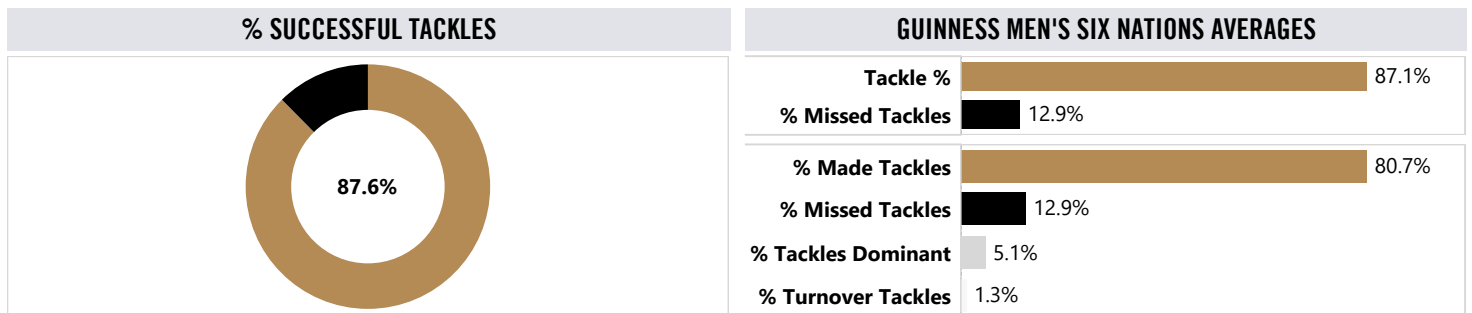 % SUCCESSFUL TACKLES
87.6%
GUINNESS MEN'S SIX NATIONS AVERAGES
Tackle % 87.1%
% Missed Tackles 12.9%
% Made Tackles 80.7%
% Missed Tackles 12.9%
% Tackles Dominant 5.1%
% Turnover Tackles 1.3%